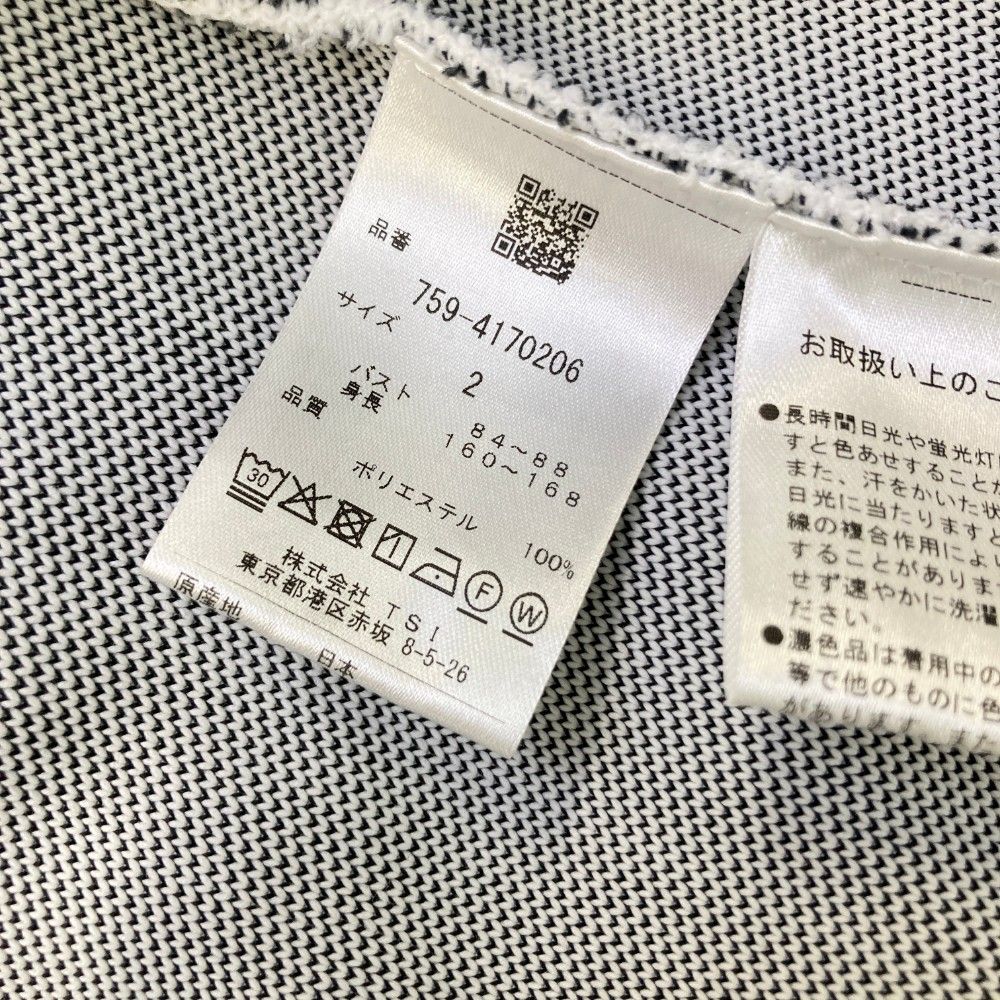 品番
759-4170206
サイズ
2
バスト 84～88
身長 160～168
品質
ポリエステル 100%
30
F
W
株式会社 TSI
東京都港区赤坂 8-5-26
原産地 日本
お取扱い上のご
●長時間日光や蛍光灯
すと色あせすることが
また、汗をかいた状
日光に当たりますと
線の複合作用によ
することがありま
せず速やかに洗濯
ださい。
●濃色品は着用中の
等で他のものに色
があります